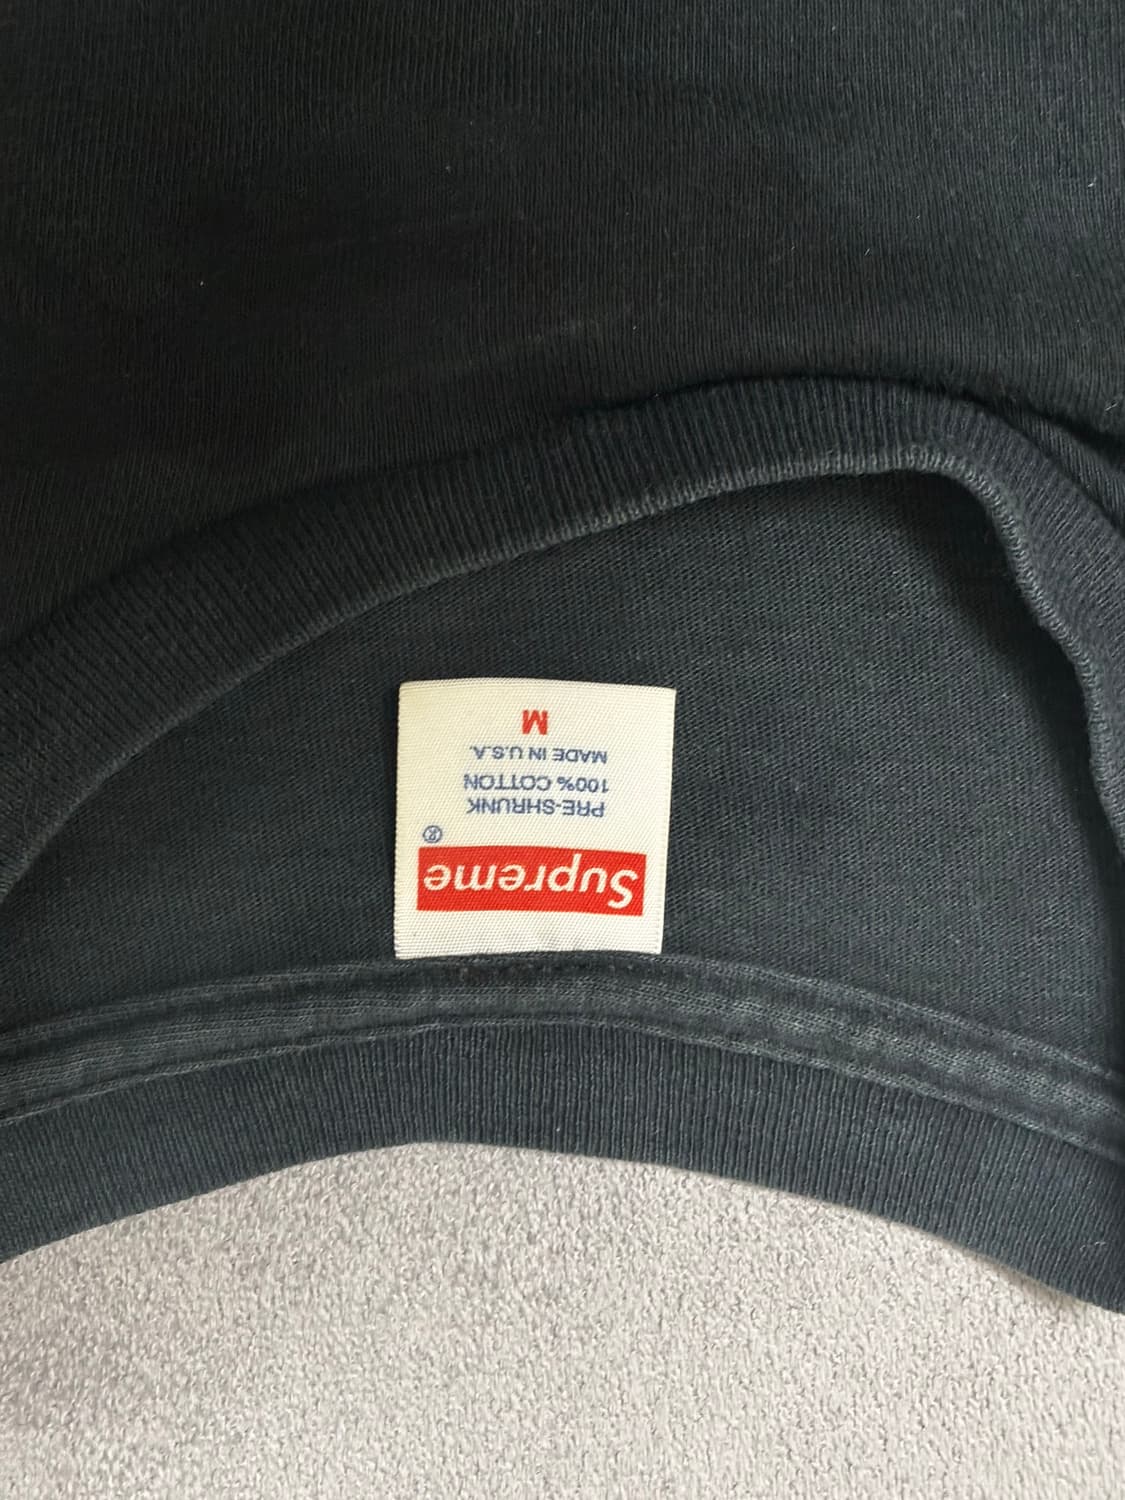 Supreme
®
PRE-SHRUNK
100% COTTON
MADE IN U.S.A.
M